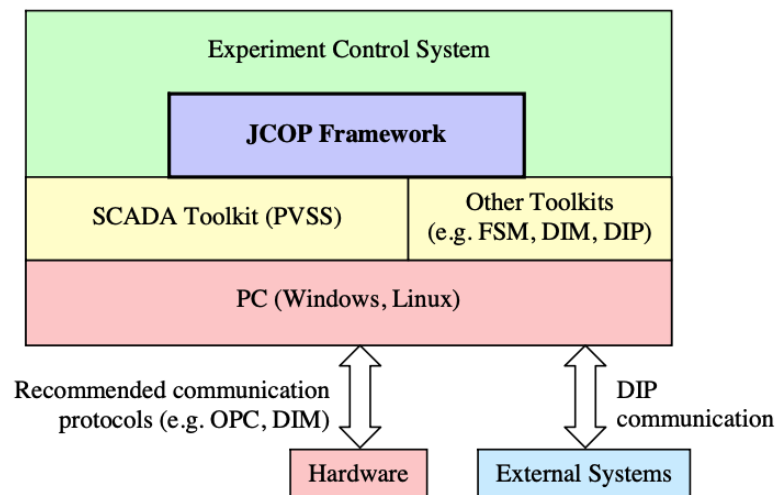 Experiment Control System
JCOP Framework
SCADA Toolkit (PVSS)
Other Toolkits
(e.g. FSM, DIM, DIP)
PC (Windows, Linux)
Recommended communication
protocols (e.g. OPC, DIM)
DIP
communication
Hardware
External Systems